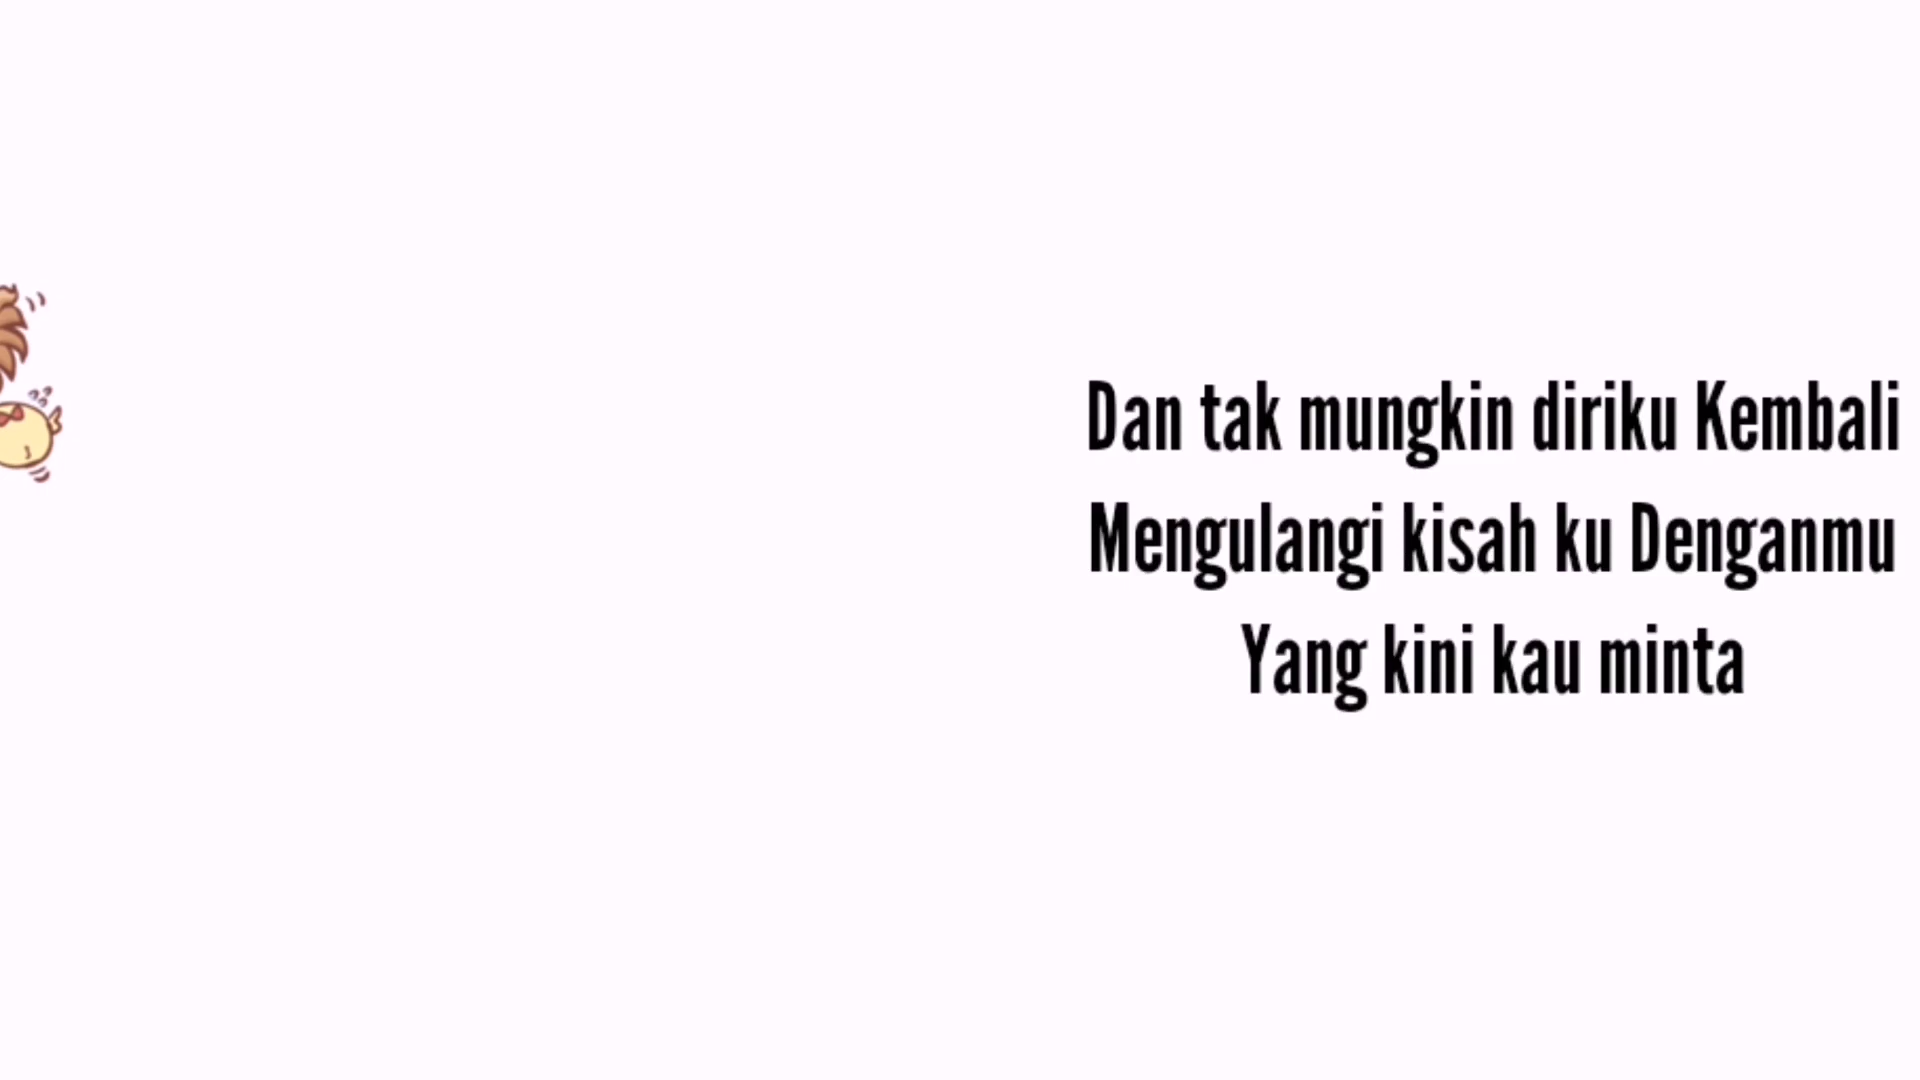 Dan tak mungkin diriku Kembali
Mengulangi kisah ku Denganmu
Yang kini kau minta